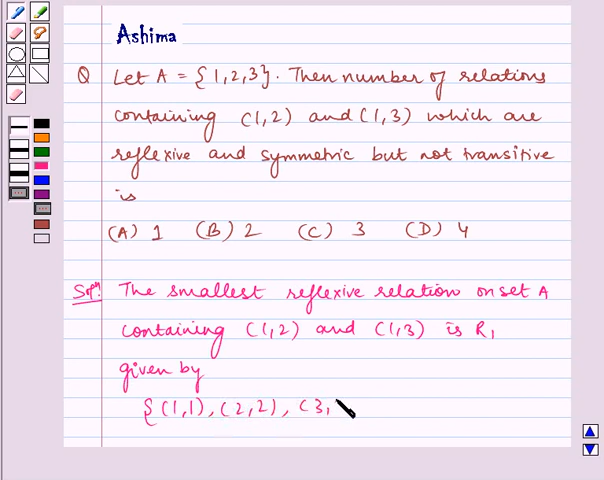 Ashima
Q Let A = {1,2,3}. Then number of relations
containing (1,2) and (1,3) which are
reflexive and symmetric but not transitive
is
(A) 1 (B) 2 (C) 3 (D) 4
Solⁿ: The smallest reflexive relation on set A
containing (1,2) and (1,3) is R₁
given by
{(1,1), (2,2), (3,